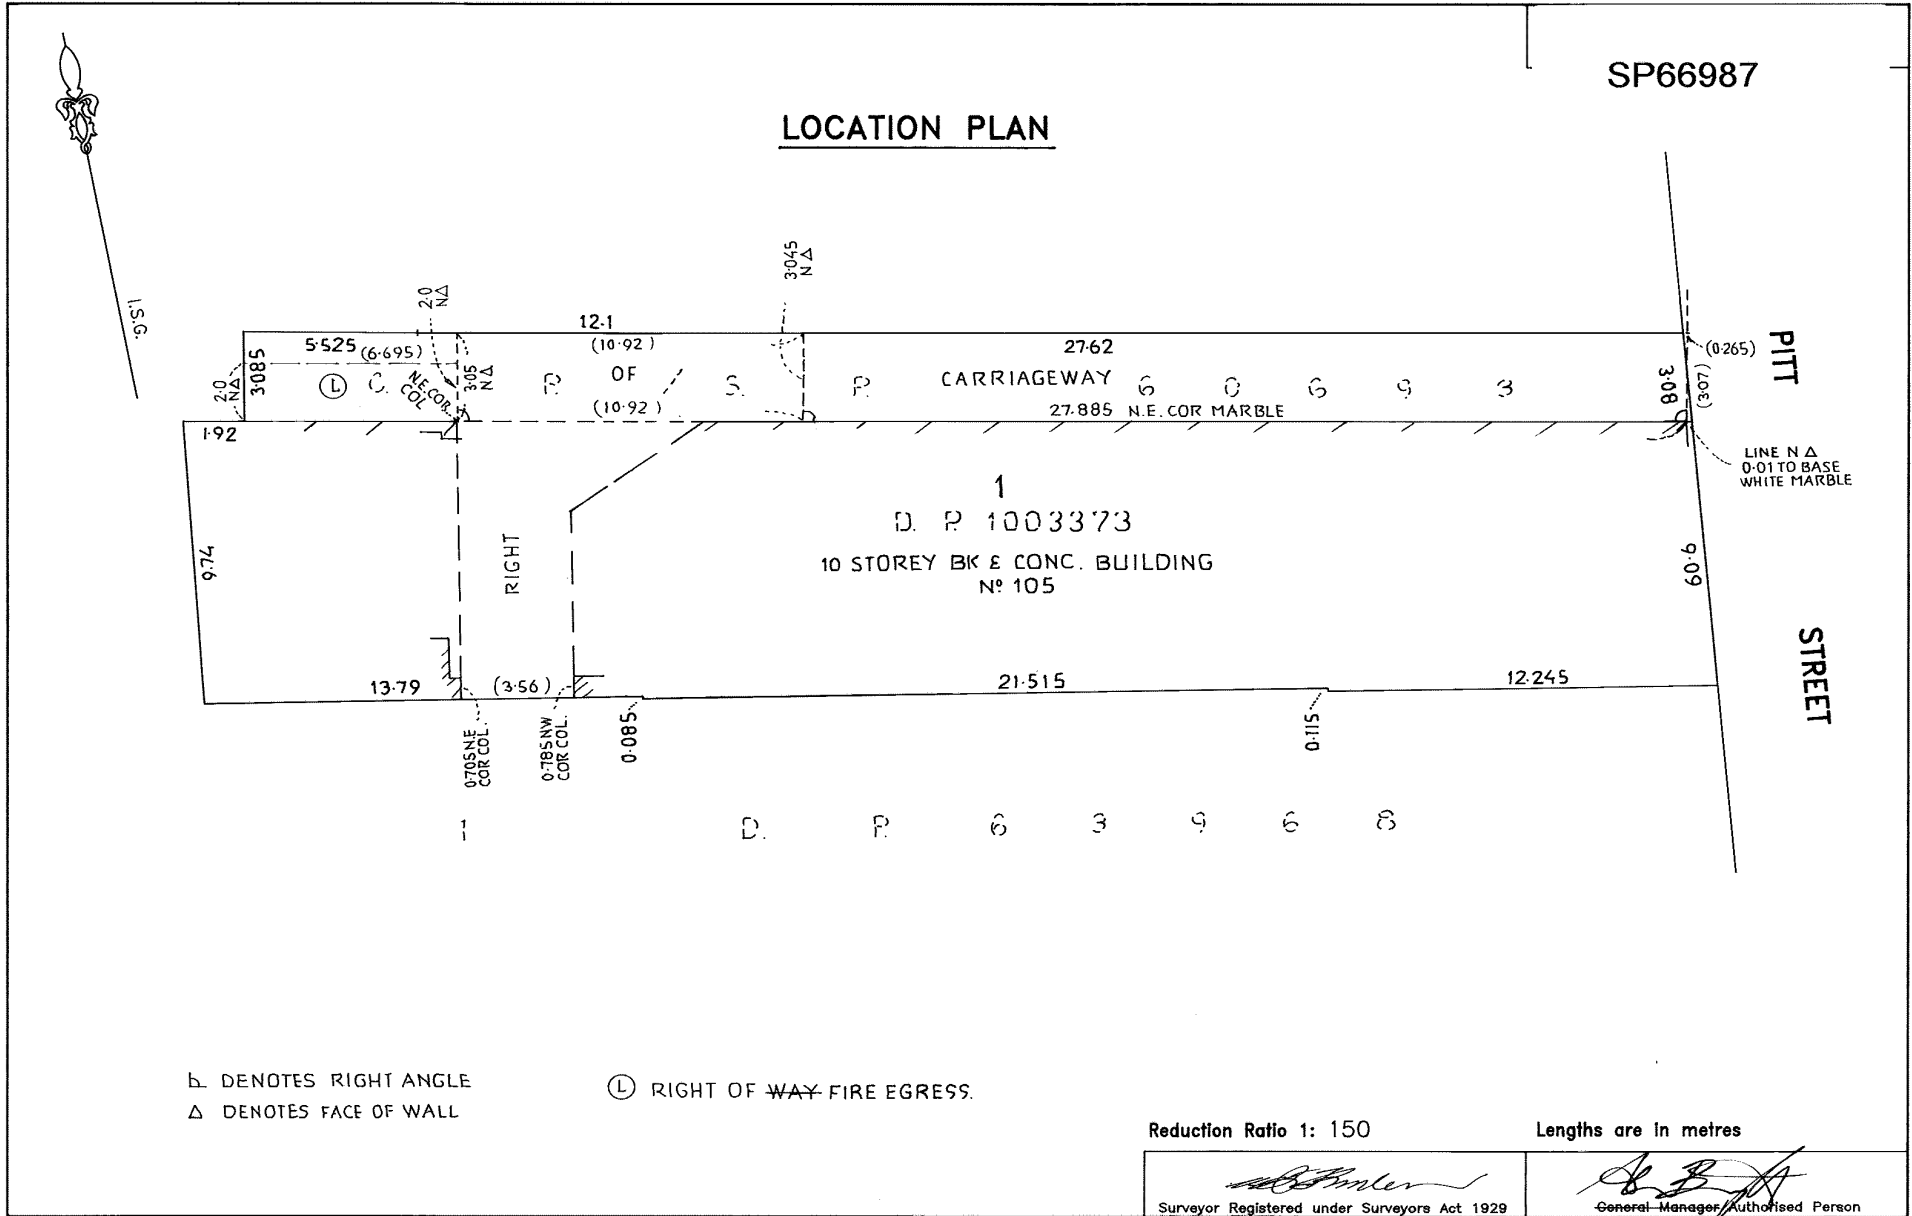 SP66987
LOCATION PLAN
I.S.G.
3.045
N △
2.0
N △
12.1
5.525 (6.695)
(10.92)
27.62
(0.265)
PITT
3.085
2.0
N △
L
C. P. OF S. P. CARRIAGEWAY 6 0 6 9 3
N.E. COR.
COL
3.05
N △
(10.92)
27.885 N.E. COR MARBLE
3.08
(3.07)
1.92
LINE N △
0.01 TO BASE
WHITE MARBLE
1
D. P. 1003373
10 STOREY BK & CONC. BUILDING
Nº 105
RIGHT
9.74
9.09
STREET
13.79
(3.56)
21.515
12.245
0.705 N.E
COR COL.
0.785 NW
COR COL.
0.085
0.115
1 D. P. 6 3 9 6 8
⊾ DENOTES RIGHT ANGLE
△ DENOTES FACE OF WALL
L RIGHT OF WAY FIRE EGRESS.
Reduction Ratio 1: 150
Lengths are in metres
Surveyor Registered under Surveyors Act 1929
General Manager/Authorised Person